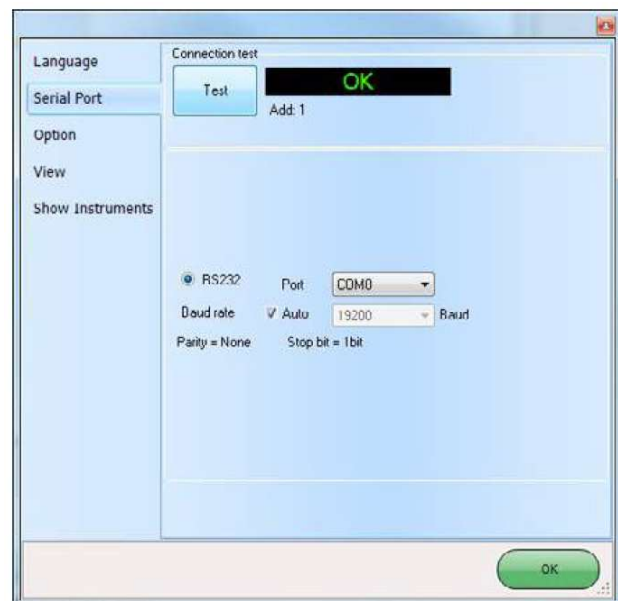 Language
Serial Port
Option
View
Show Instruments
Connection test
Test
OK
Add: 1
RS232 Port COM0
Baud rate Auto 19200 Baud
Parity = None Stop bit = 1bit
OK